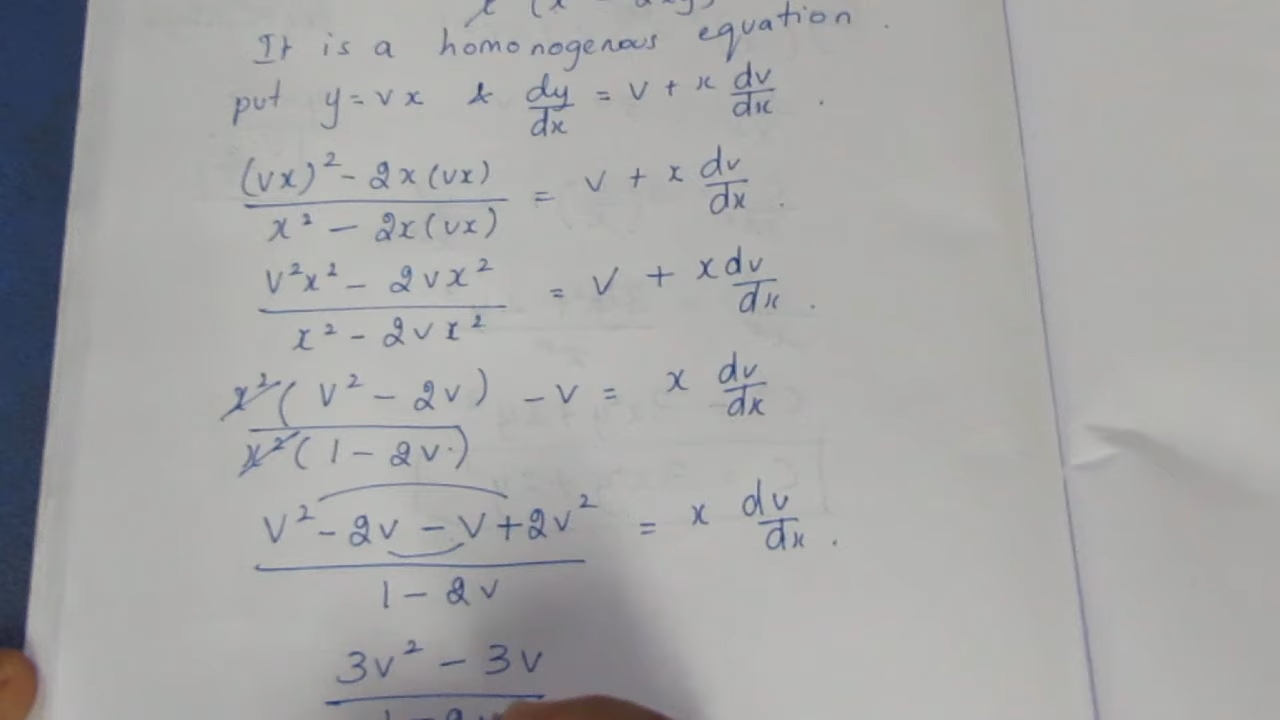 It is a homonogenous equation.
put y = vx & dy/dx = v + x dv/dx.
(vx)² - 2x(vx) / x² - 2x(vx) = v + x dv/dx.
v²x² - 2vx² / x² - 2vx² = v + x dv/dx.
x²(v² - 2v) / x²(1 - 2v) - v = x dv/dx
v² - 2v - v + 2v² / 1 - 2v = x dv/dx.
3v² - 3v